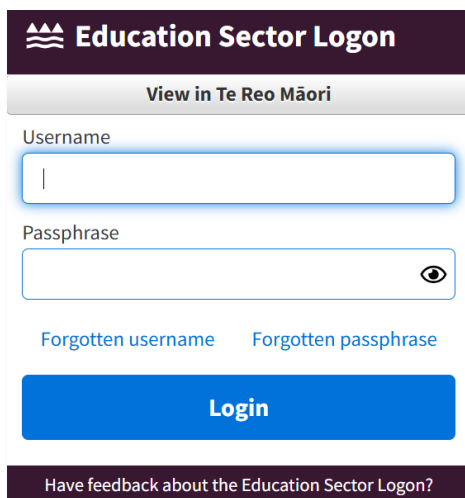 Education Sector Logon
View in Te Reo Māori
Username
Passphrase
Forgotten username Forgotten passphrase
Login
Have feedback about the Education Sector Logon?